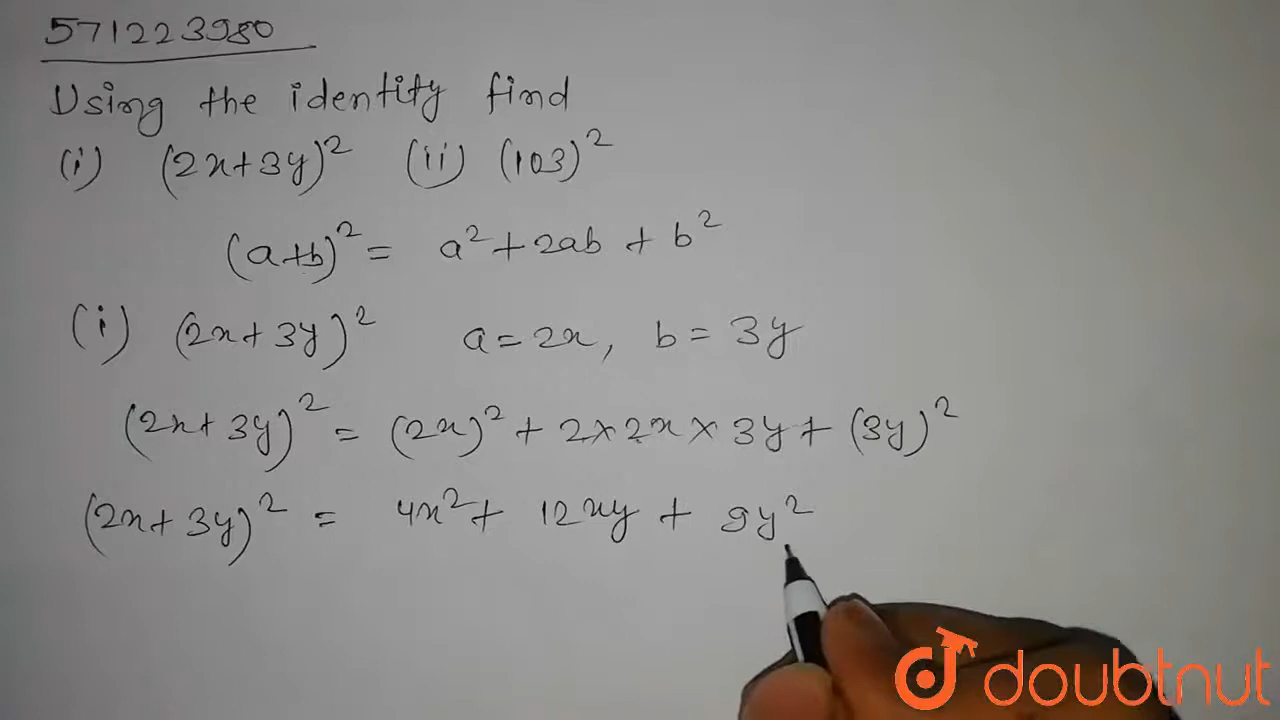 571223980
Using the identity find
(i) (2x+3y)² (ii) (103)²
(a+b)² = a² + 2ab + b²
(i) (2x+3y)² a=2x, b=3y
(2x+3y)² = (2x)² + 2×2x×3y + (3y)²
(2x+3y)² = 4x² + 12xy + 9y²
doubtnut